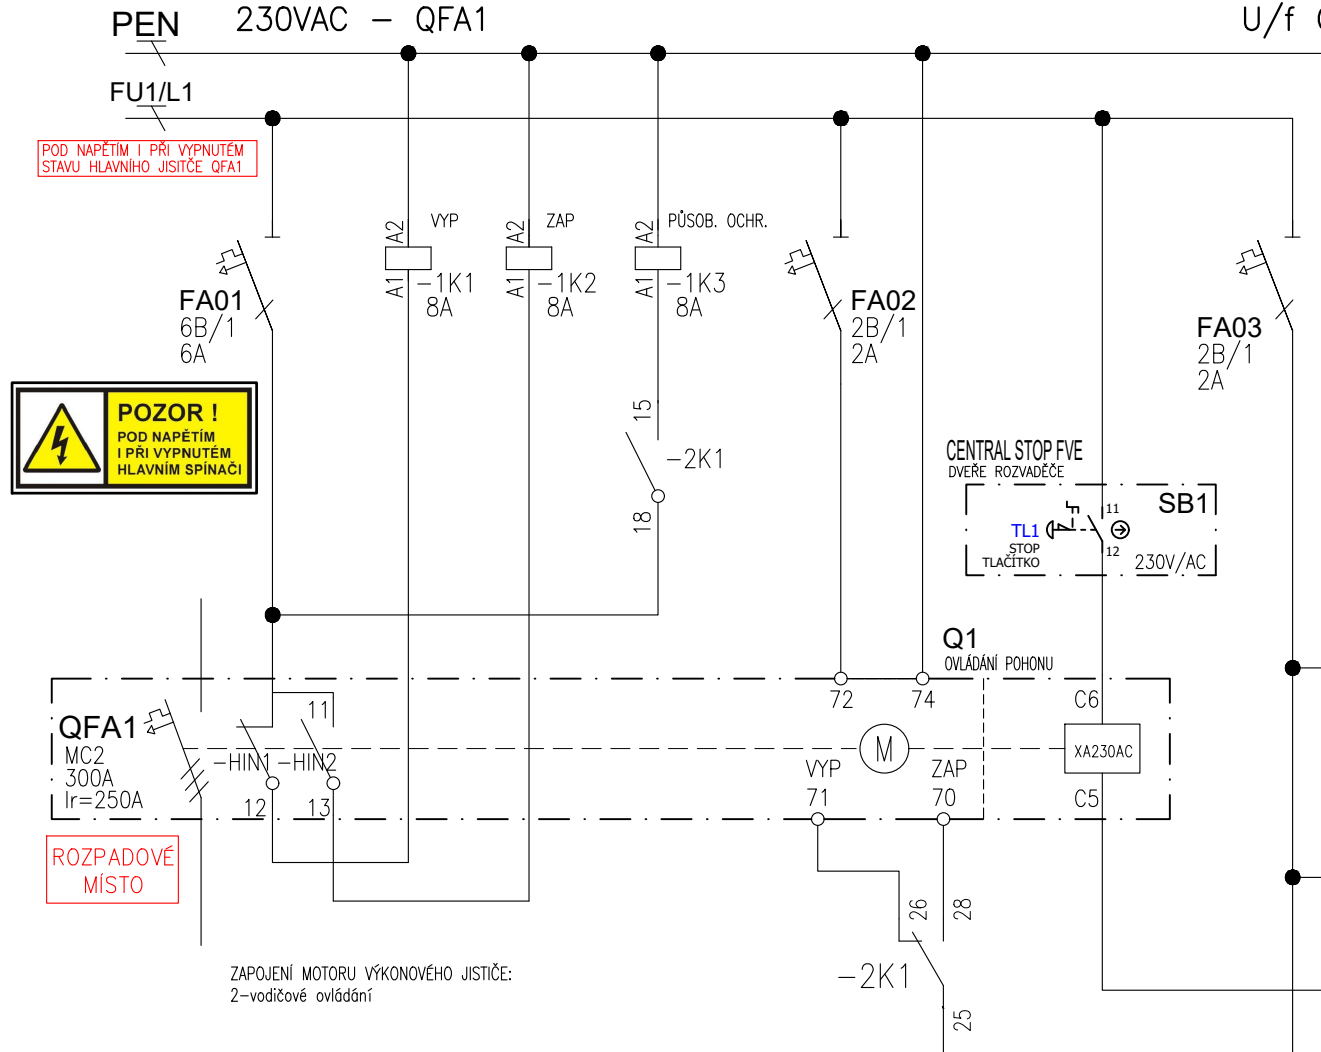 230VAC – QFA1
U/f
PEN
FU1/L1
POD NAPĚTÍM I PŘI VYPNUTÉM
STAVU HLAVNÍHO JISITČE QFA1
A2
VYP
A1
-1K1
8A
A2
ZAP
A1
-1K2
8A
A2
PŮSOB. OCHR.
A1
-1K3
8A
FA01
6B/1
6A
FA02
2B/1
2A
FA03
2B/1
2A
POZOR !
POD NAPĚTÍM
I PŘI VYPNUTÉM
HLAVNÍM SPÍNAČI
15
-2K1
18
CENTRAL STOP FVE
DVEŘE ROZVADĚČE
SB1
11
TL1
STOP
TLAČÍTKO
12
230V/AC
Q1
OVLÁDÁNÍ POHONU
72
74
C6
QFA1
MC2
300A
Ir=250A
11
-HIN1
-HIN2
12
13
M
VYP
71
ZAP
70
XA230AC
C5
ROZPADOVÉ
MÍSTO
26
28
-2K1
25
ZAPOJENÍ MOTORU VÝKONOVÉHO JISTIČE:
2-vodičové ovládání